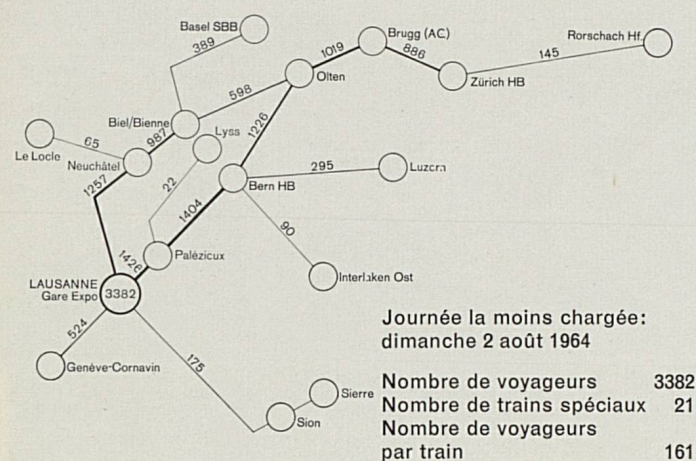 Basel SBB
389
Brugg (AC)
1019
886
Rorschach Hf.
145
Zürich HB
Olten
598
Biel/Bienne
987
Lyss
1226
65
Le Locle
Neuchâtel
1257
22
Bern HB
295
Luzern
1404
90
1426
Palézieux
LAUSANNE
Gare Expo
3382
Interlaken Ost
524
Genève-Cornavin
175
Sierre
Sion
Journée la moins chargée:
dimanche 2 août 1964
Nombre de voyageurs 3382
Nombre de trains spéciaux 21
Nombre de voyageurs
par train 161